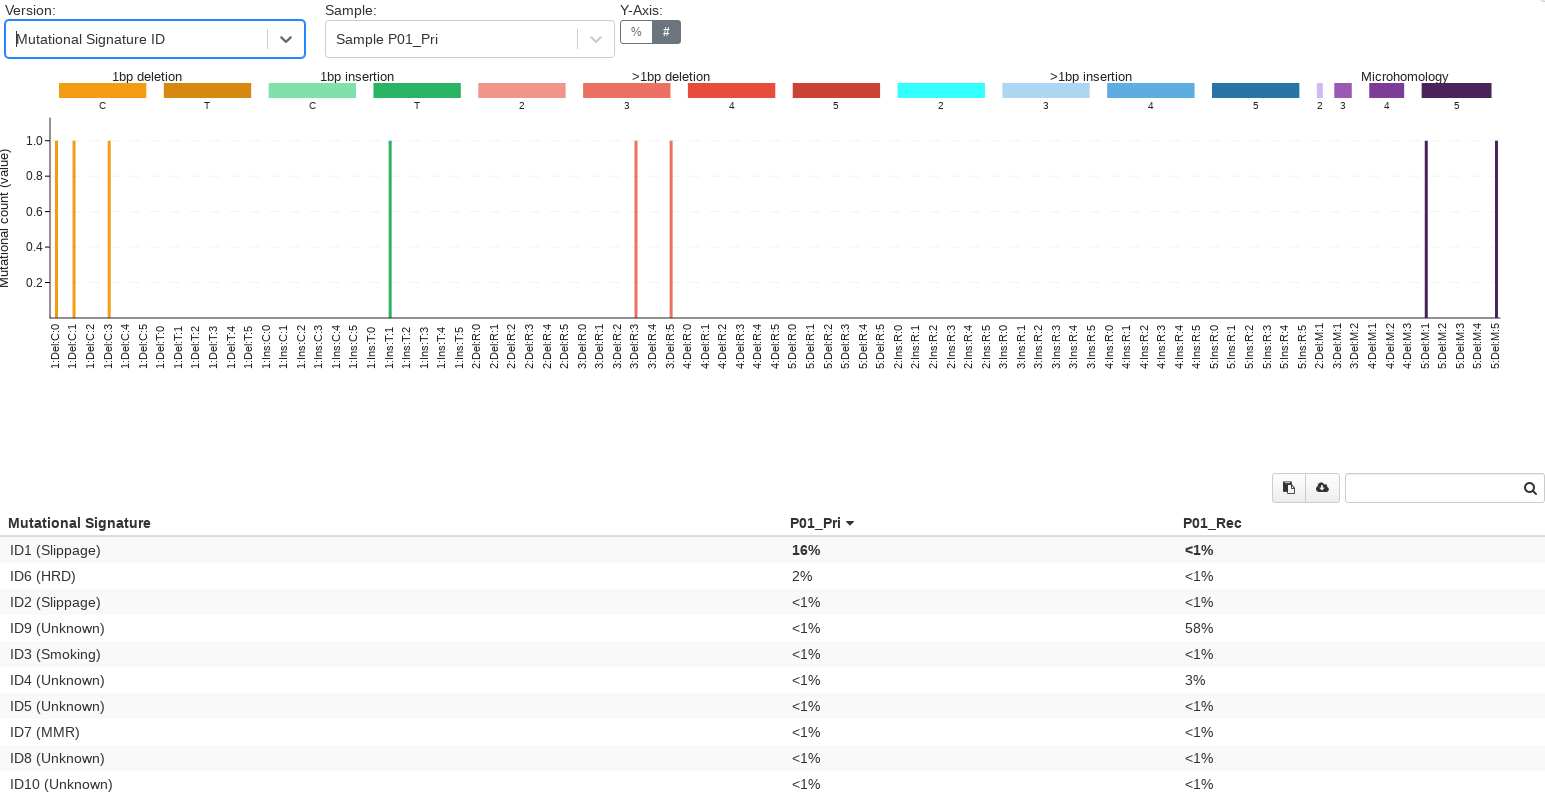 Version: Sample: Y-Axis:
Mutational Signature ID Sample P01_Pri % #
1bp deletion 1bp insertion >1bp deletion >1bp insertion Microhomology
C T C T 2 3 4 5 2 3 4 5 2 3 4 5
Mutational count (value)
1.0
0.8
0.6
0.4
0.2
1:Del:C:0 1:Del:C:1 1:Del:C:2 1:Del:C:3 1:Del:C:4 1:Del:C:5 1:Del:T:0 1:Del:T:1 1:Del:T:2 1:Del:T:3 1:Del:T:4 1:Del:T:5 1:Ins:C:0 1:Ins:C:1 1:Ins:C:2 1:Ins:C:3 1:Ins:C:4 1:Ins:C:5 1:Ins:T:0 1:Ins:T:1 1:Ins:T:2 1:Ins:T:3 1:Ins:T:4 1:Ins:T:5 2:Del:R:0 2:Del:R:1 2:Del:R:2 2:Del:R:3 2:Del:R:4 2:Del:R:5 3:Del:R:0 3:Del:R:1 3:Del:R:2 3:Del:R:3 3:Del:R:4 3:Del:R:5 4:Del:R:0 4:Del:R:1 4:Del:R:2 4:Del:R:3 4:Del:R:4 4:Del:R:5 5:Del:R:0 5:Del:R:1 5:Del:R:2 5:Del:R:3 5:Del:R:4 5:Del:R:5 2:Ins:R:0 2:Ins:R:1 2:Ins:R:2 2:Ins:R:3 2:Ins:R:4 2:Ins:R:5 3:Ins:R:0 3:Ins:R:1 3:Ins:R:2 3:Ins:R:3 3:Ins:R:4 3:Ins:R:5 4:Ins:R:0 4:Ins:R:1 4:Ins:R:2 4:Ins:R:3 4:Ins:R:4 4:Ins:R:5 5:Ins:R:0 5:Ins:R:1 5:Ins:R:2 5:Ins:R:3 5:Ins:R:4 5:Ins:R:5 2:Del:M:1 3:Del:M:1 3:Del:M:2 4:Del:M:1 4:Del:M:2 4:Del:M:3 5:Del:M:1 5:Del:M:2 5:Del:M:3 5:Del:M:4 5:Del:M:5
Mutational Signature P01_Pri P01_Rec
ID1 (Slippage) 16% <1%
ID6 (HRD) 2% <1%
ID2 (Slippage) <1% <1%
ID9 (Unknown) <1% 58%
ID3 (Smoking) <1% <1%
ID4 (Unknown) <1% 3%
ID5 (Unknown) <1% <1%
ID7 (MMR) <1% <1%
ID8 (Unknown) <1% <1%
ID10 (Unknown) <1% <1%